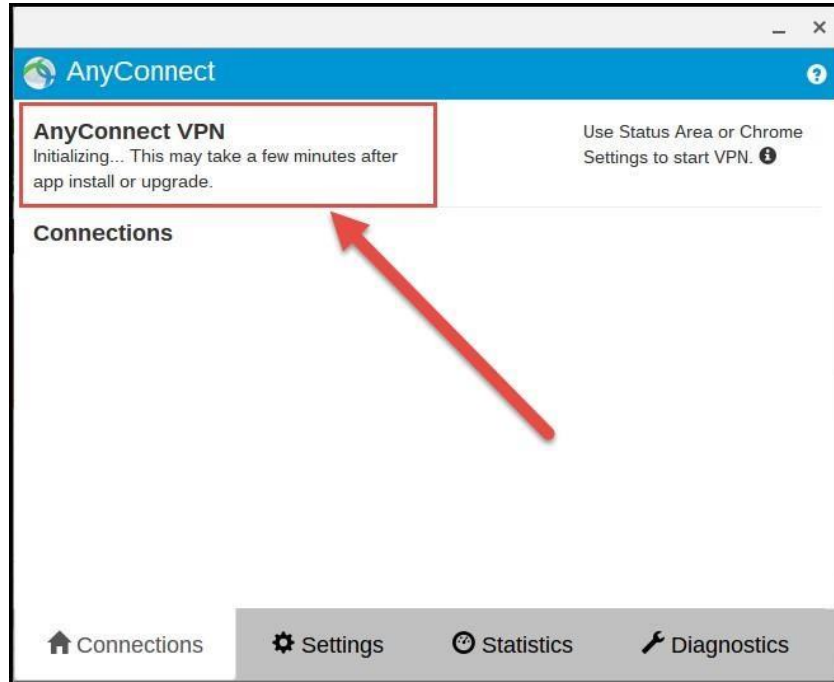 AnyConnect
AnyConnect VPN
Initializing... This may take a few minutes after
app install or upgrade.
Use Status Area or Chrome
Settings to start VPN.
Connections
Connections
Settings
Statistics
Diagnostics